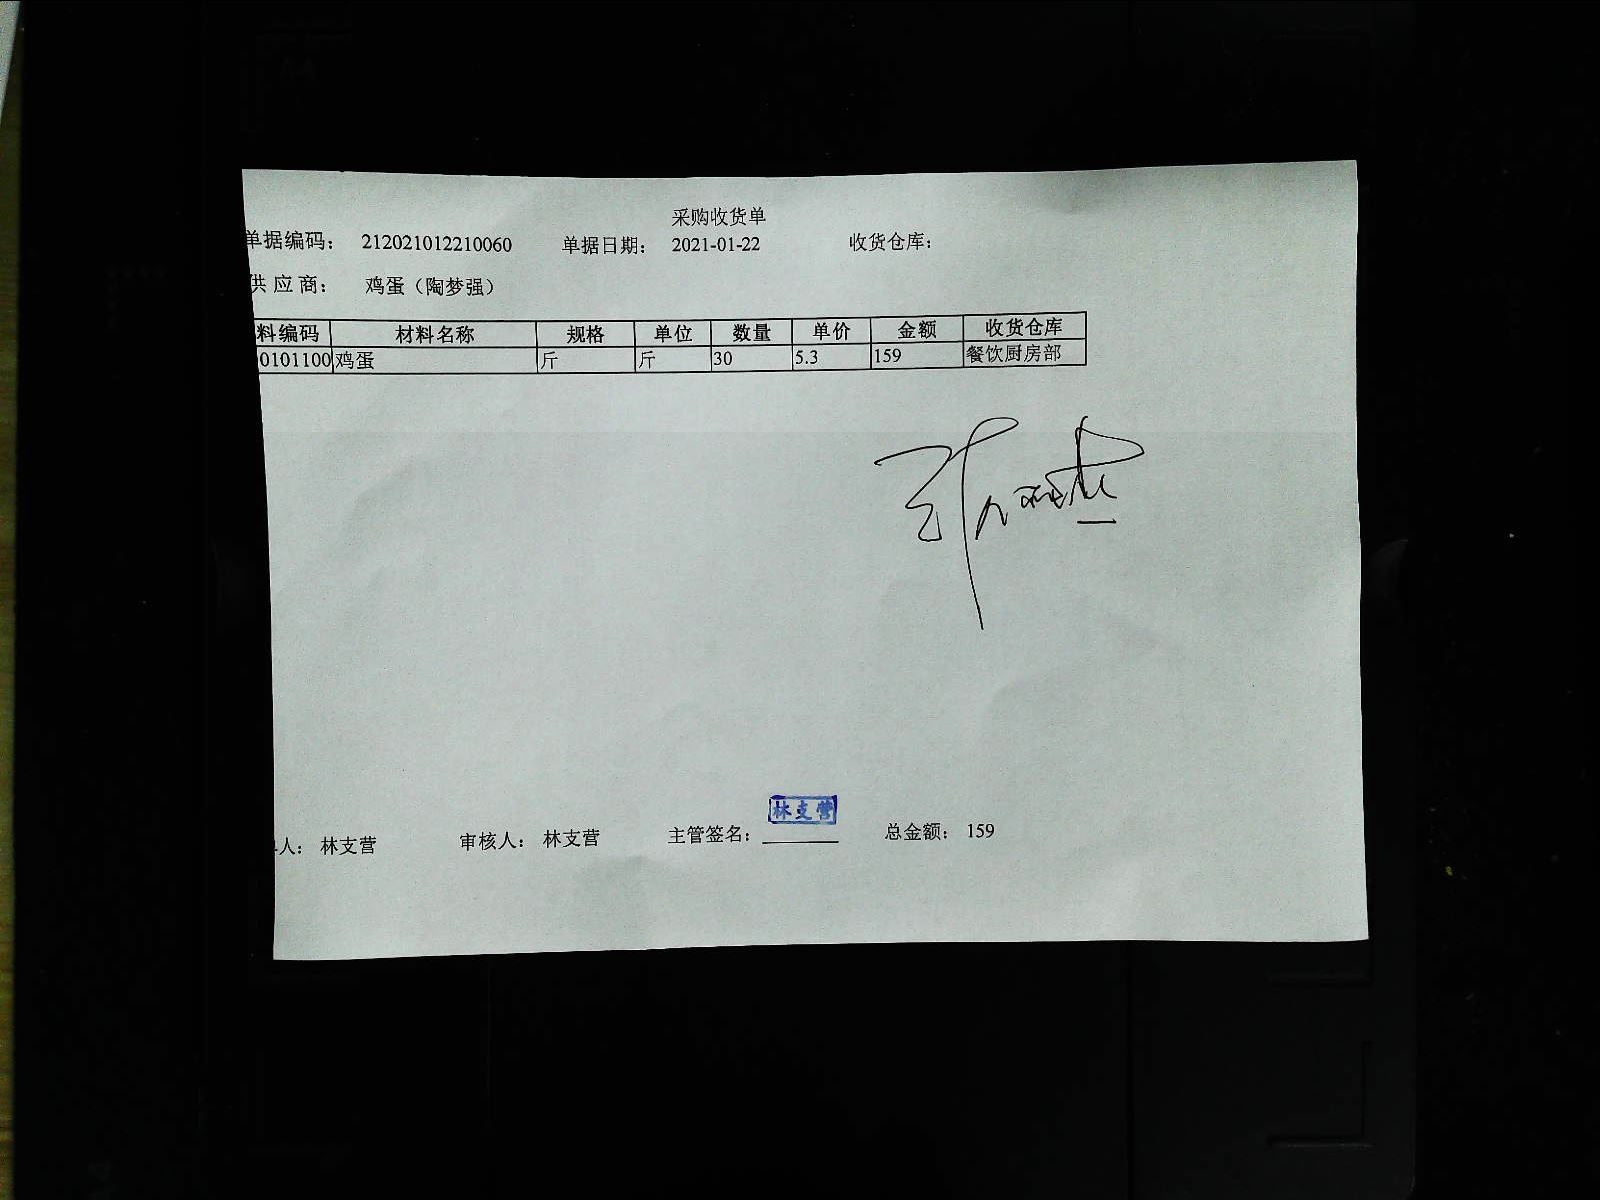 采购收货单
单据编码： 212021012210060 单据日期： 2021-01-22 收货仓库：
供应商： 鸡蛋（陶梦强）
料编码 材料名称 规格 单位 数量 单价 金额 收货仓库
0101100 鸡蛋 斤 斤 30 5.3 159 餐饮厨房部
林支营
人： 林支营 审核人： 林支营 主管签名： 总金额： 159